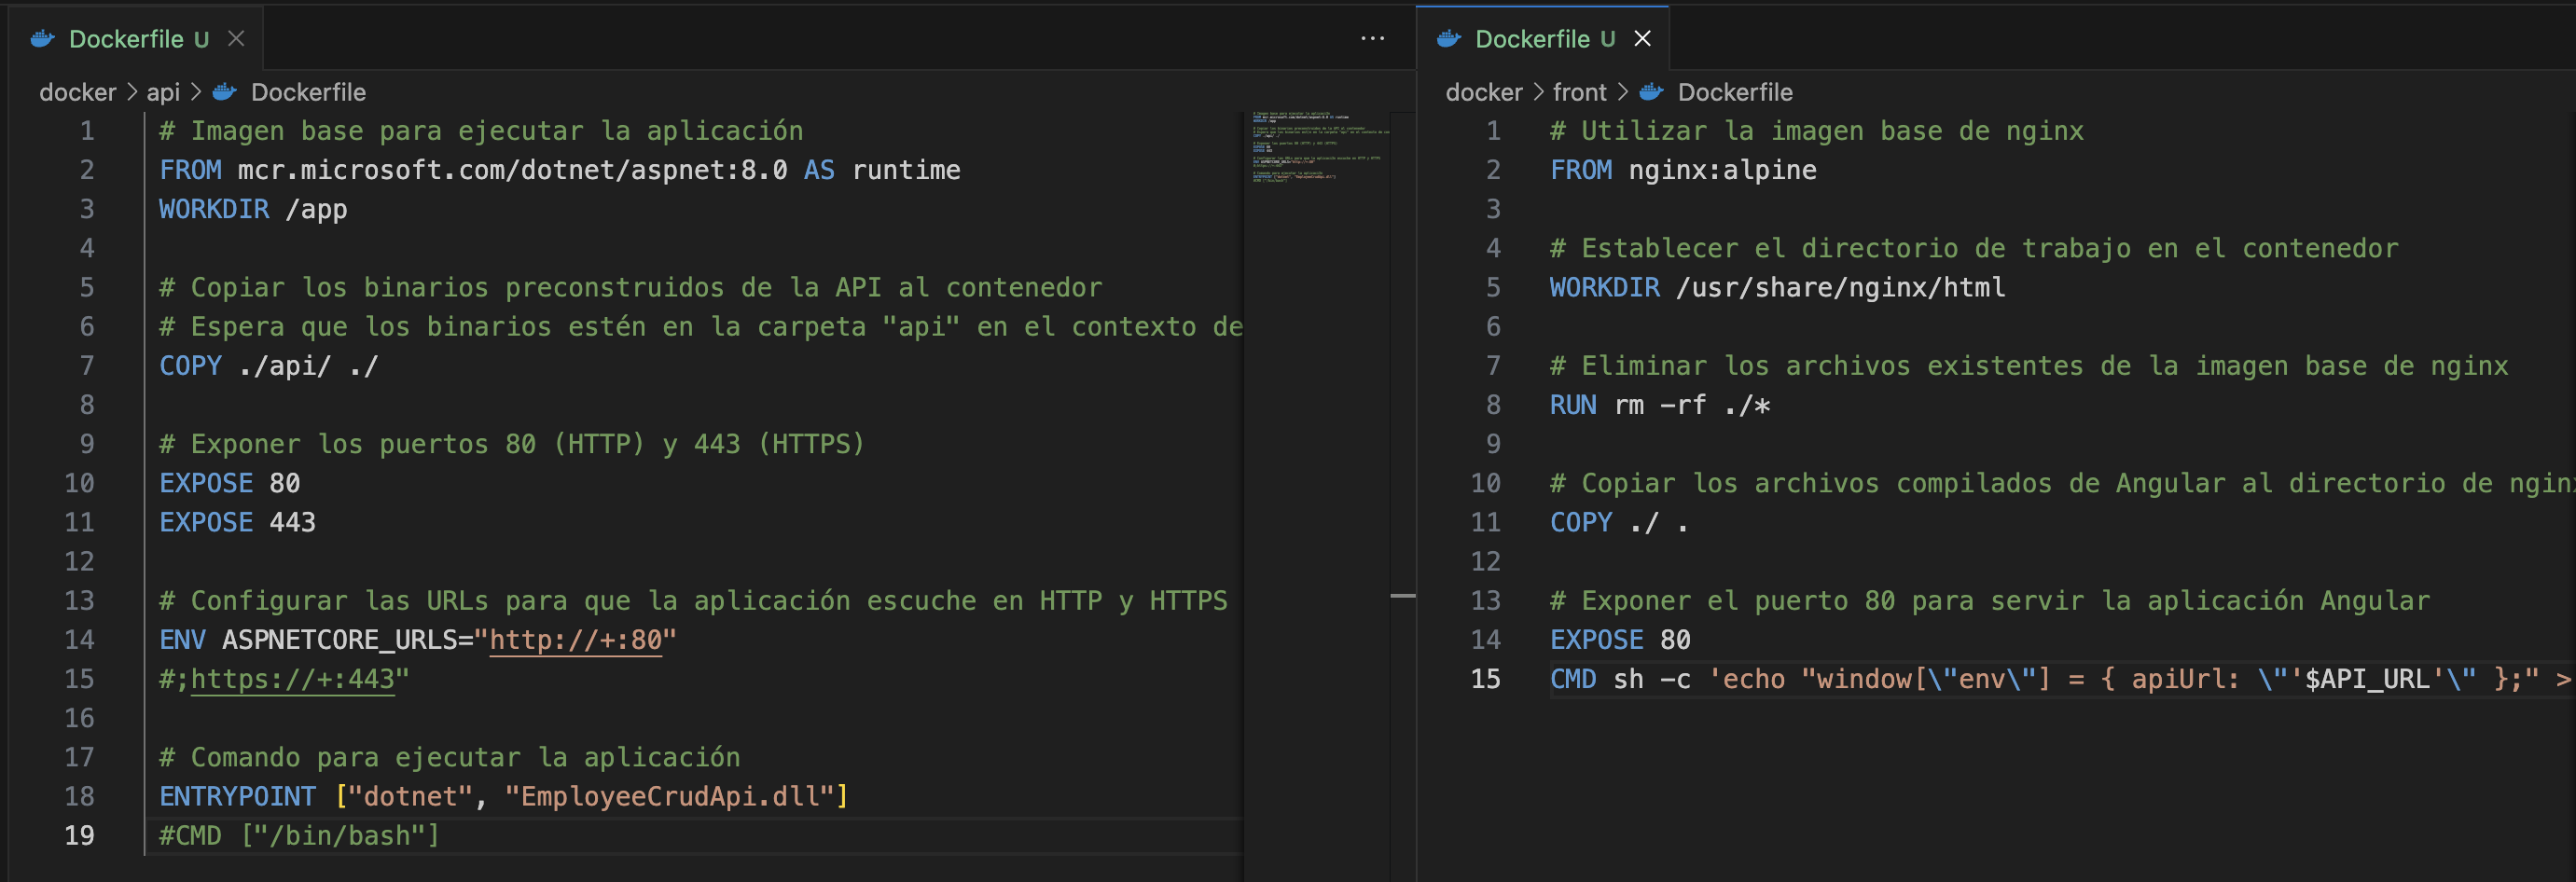 Dockerfile U
docker > api > Dockerfile
1 # Imagen base para ejecutar la aplicación
2 FROM mcr.microsoft.com/dotnet/aspnet:8.0 AS runtime
3 WORKDIR /app
4
5 # Copiar los binarios preconstruidos de la API al contenedor
6 # Espera que los binarios estén en la carpeta "api" en el contexto de
7 COPY ./api/ ./
8
9 # Exponer los puertos 80 (HTTP) y 443 (HTTPS)
10 EXPOSE 80
11 EXPOSE 443
12
13 # Configurar las URLs para que la aplicación escuche en HTTP y HTTPS
14 ENV ASPNETCORE_URLS="http://+:80"
15 #;https://+:443"
16
17 # Comando para ejecutar la aplicación
18 ENTRYPOINT ["dotnet", "EmployeeCrudApi.dll"]
19 #CMD ["/bin/bash"]
Dockerfile U
docker > front > Dockerfile
1 # Utilizar la imagen base de nginx
2 FROM nginx:alpine
3
4 # Establecer el directorio de trabajo en el contenedor
5 WORKDIR /usr/share/nginx/html
6
7 # Eliminar los archivos existentes de la imagen base de nginx
8 RUN rm -rf ./*
9
10 # Copiar los archivos compilados de Angular al directorio de ngin
11 COPY ./ .
12
13 # Exponer el puerto 80 para servir la aplicación Angular
14 EXPOSE 80
15 CMD sh -c 'echo "window[\"env\"] = { apiUrl: \"'$API_URL'\" };" >